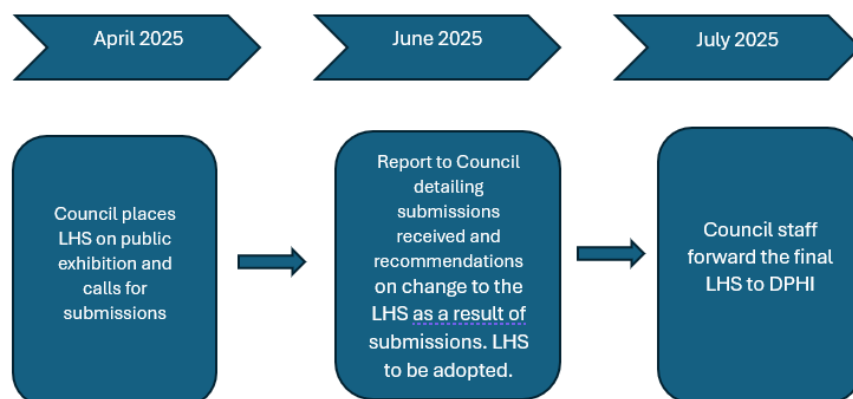 April 2025
June 2025
July 2025
Council places
LHS on public
exhibition and
calls for
submissions
Report to Council
detailing
submissions
received and
recommendations
on change to the
LHS as a result of
submissions. LHS
to be adopted.
Council staff
forward the final
LHS to DPHI